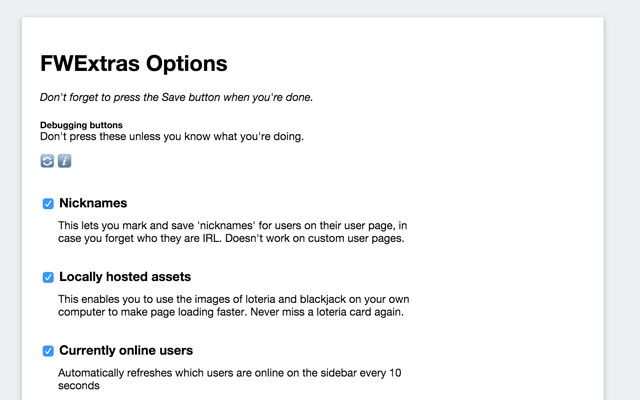 FWExtras Options
Don't forget to press the Save button when you're done.
Debugging buttons
Don't press these unless you know what you're doing.
Nicknames
This lets you mark and save 'nicknames' for users on their user page, in
case you forget who they are IRL. Doesn't work on custom user pages.
Locally hosted assets
This enables you to use the images of loteria and blackjack on your own
computer to make page loading faster. Never miss a loteria card again.
Currently online users
Automatically refreshes which users are online on the sidebar every 10
seconds